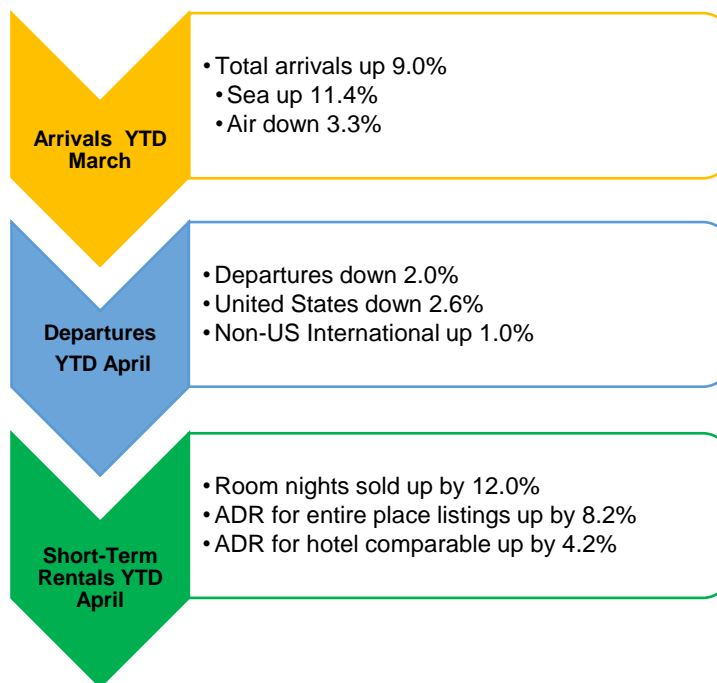 Arrivals YTD
March
• Total arrivals up 9.0%
• Sea up 11.4%
• Air down 3.3%
Departures
YTD April
• Departures down 2.0%
• United States down 2.6%
• Non-US International up 1.0%
Short-Term
Rentals YTD
April
• Room nights sold up by 12.0%
• ADR for entire place listings up by 8.2%
• ADR for hotel comparable up by 4.2%